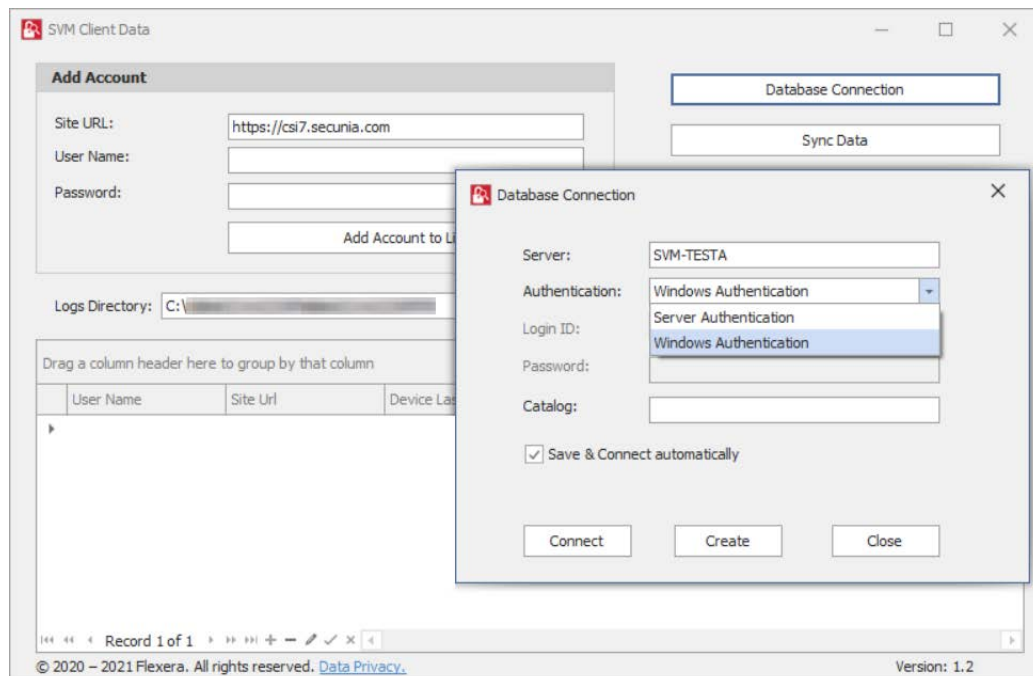 SVM Client Data
Add Account
Site URL:
https://csi7.secunia.com
User Name:
Password:
Add Account to Li
Database Connection
Sync Data
Logs Directory:
C:\
Drag a column header here to group by that column
User Name
Site Url
Device Las
Record 1 of 1
© 2020 – 2021 Flexera. All rights reserved. Data Privacy.
Version: 1.2
Database Connection
Server:
SVM-TESTA
Authentication:
Windows Authentication
Server Authentication
Windows Authentication
Login ID:
Password:
Catalog:
Save & Connect automatically
Connect
Create
Close